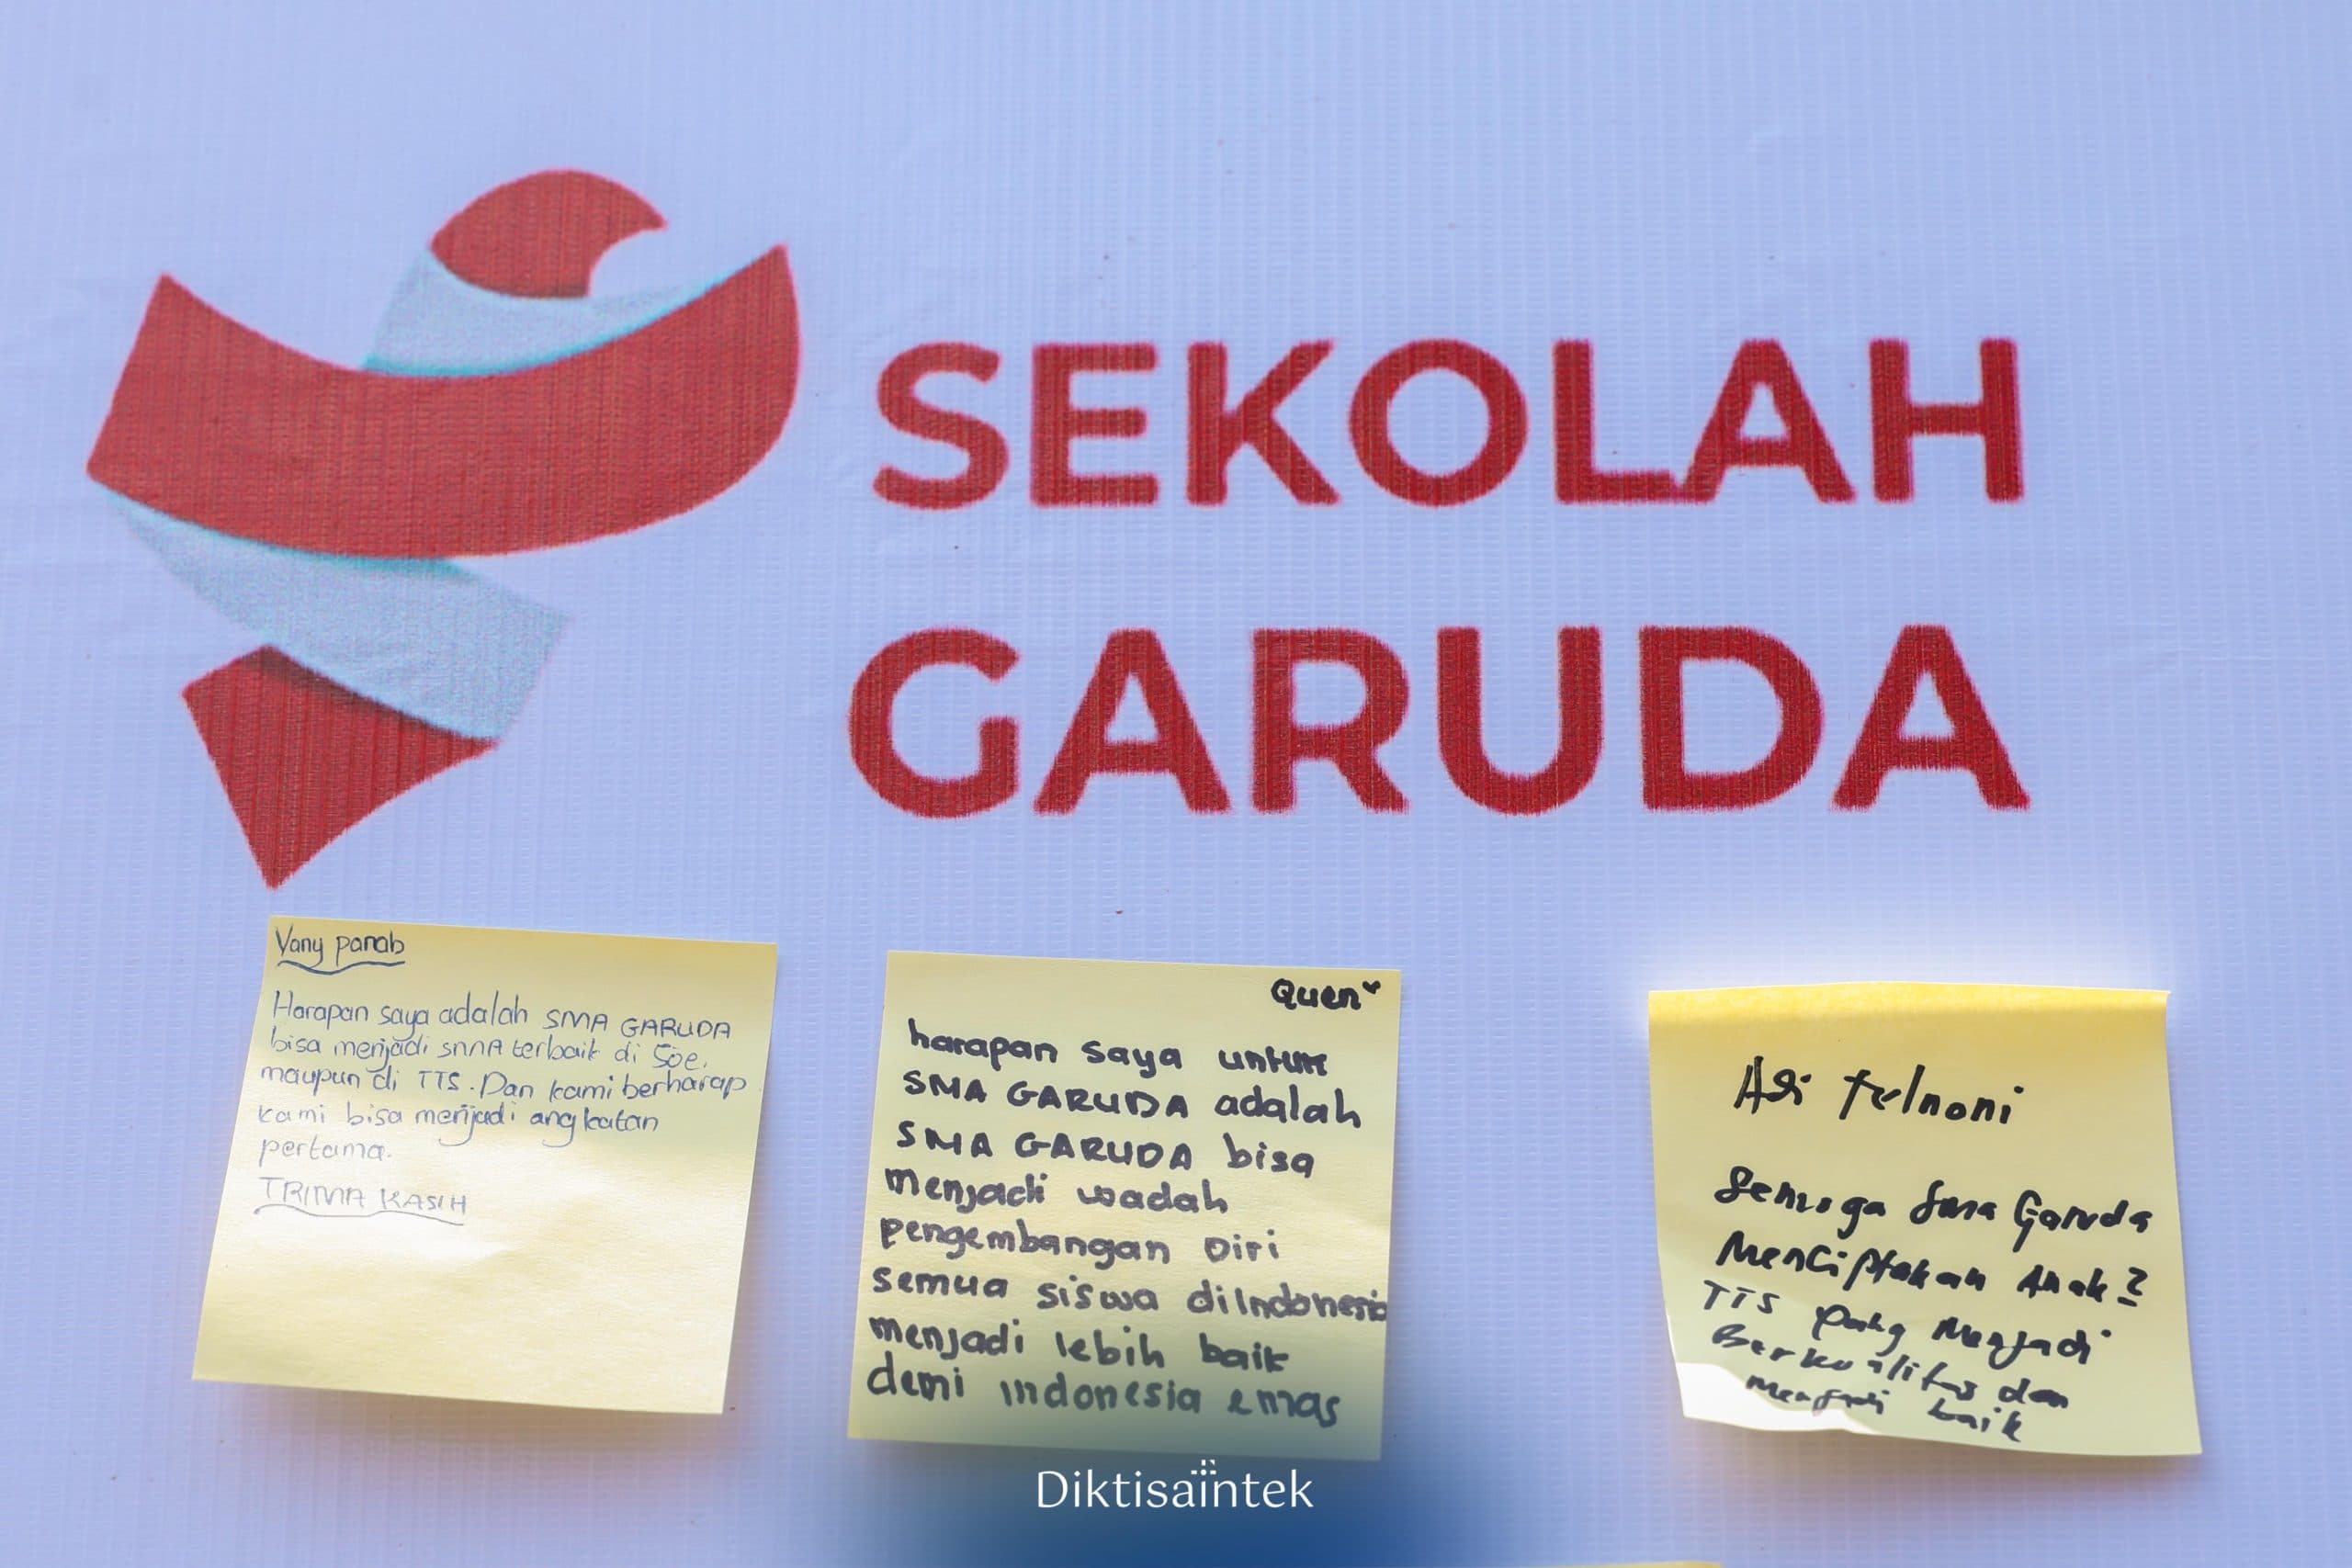 SEKOLAH
GARUDA
Vany panab
Harapan saya adalah SMA GARUDA
bisa menjadi SMA terbaik di Soe,
maupun di TTS. Dan kami berharap
kami bisa menjadi angkatan
pertama.
TRIMA KASIH
Quen
harapan saya untuk
SMA GARUDA adalah
SMA GARUDA bisa
menjadi wadah
pengembangan Diri
semua siswa diIndonesia
menjadi lebih baik
demi indonesia emas
Adi Telnoni
Semoga Sma Garuda
Menciptakan Anak2
TTS yang Menjadi
Berkualitas dan
Menjadi baik
Diktisaintek